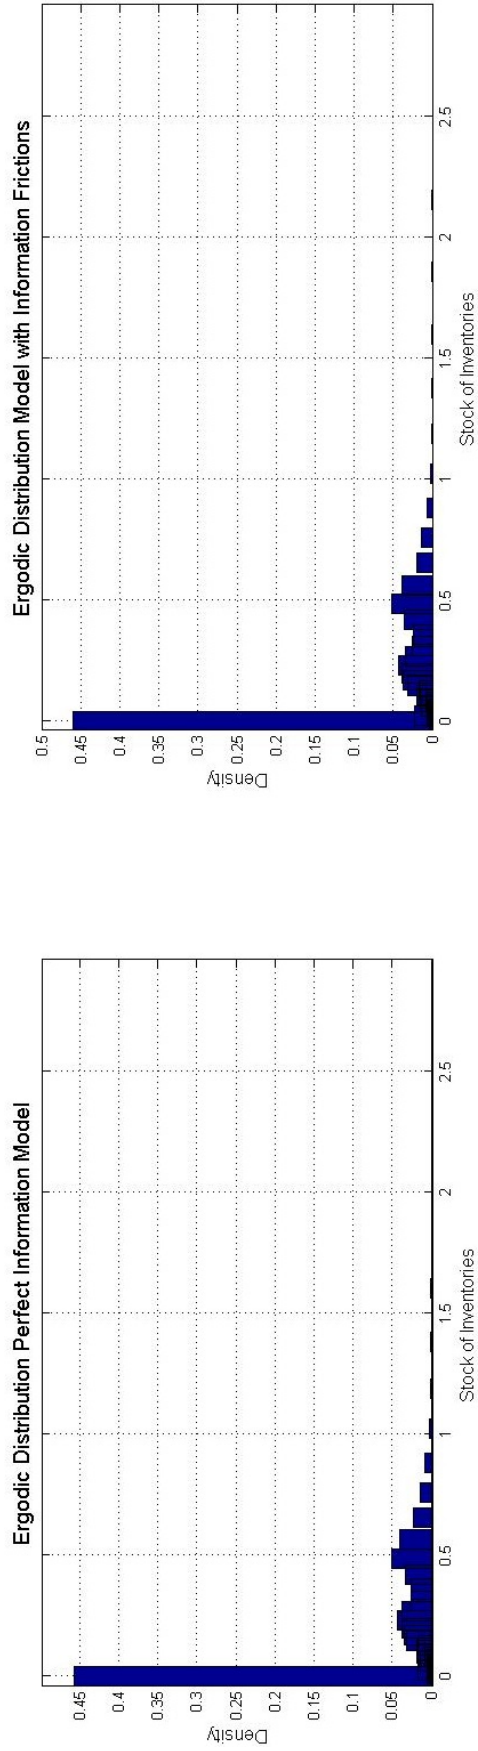 Ergodic Distribution Perfect Information Model
0.45
0.4
0.35
0.3
0.25
0.2
0.15
0.1
0.05
0
Density
0 0.5 1 1.5 2 2.5
Stock of Inventories
Ergodic Distribution Model with Information Frictions
0.5
0.45
0.4
0.35
0.3
0.25
0.2
0.15
0.1
0.05
0
Density
0 0.5 1 1.5 2 2.5
Stock of Inventories